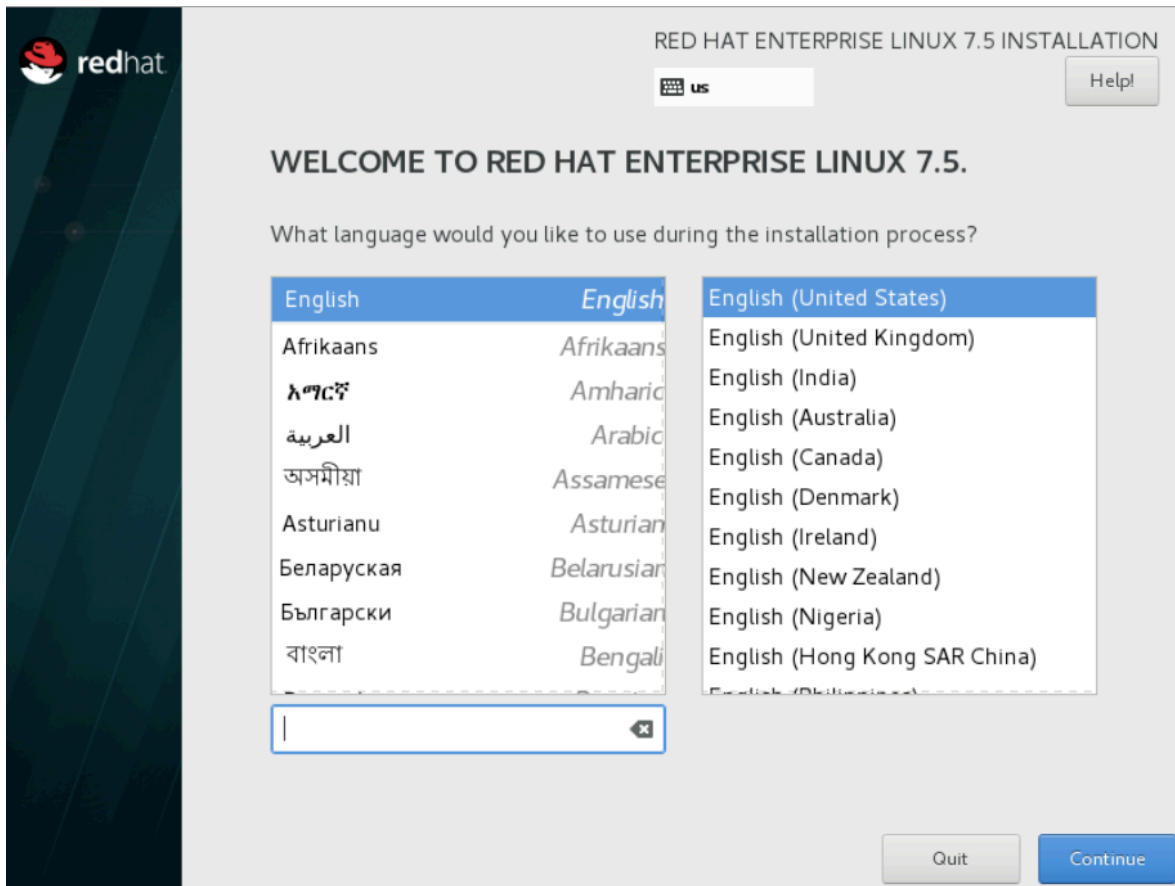 redhat
RED HAT ENTERPRISE LINUX 7.5 INSTALLATION
us
Help!
WELCOME TO RED HAT ENTERPRISE LINUX 7.5.
What language would you like to use during the installation process?
English English
Afrikaans Afrikaans
አማርኛ Amharic
العربية Arabic
অসমীয়া Assamese
Asturianu Asturian
Беларуская Belarusian
Български Bulgarian
বাংলা Bengali
English (United States)
English (United Kingdom)
English (India)
English (Australia)
English (Canada)
English (Denmark)
English (Ireland)
English (New Zealand)
English (Nigeria)
English (Hong Kong SAR China)
English (Philippines)
Quit
Continue